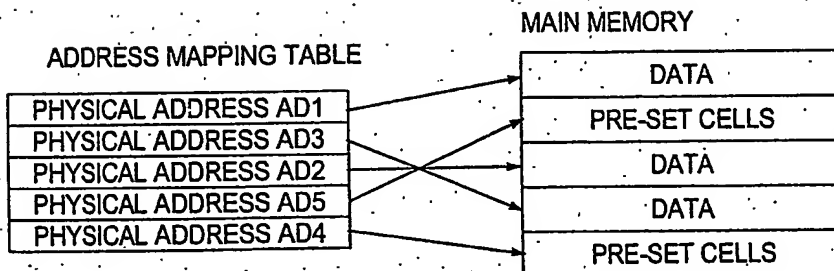 MAIN MEMORY
ADDRESS MAPPING TABLE
PHYSICAL ADDRESS AD1
PHYSICAL ADDRESS AD3
PHYSICAL ADDRESS AD2
PHYSICAL ADDRESS AD5
PHYSICAL ADDRESS AD4
DATA
PRE-SET CELLS
DATA
DATA
PRE-SET CELLS